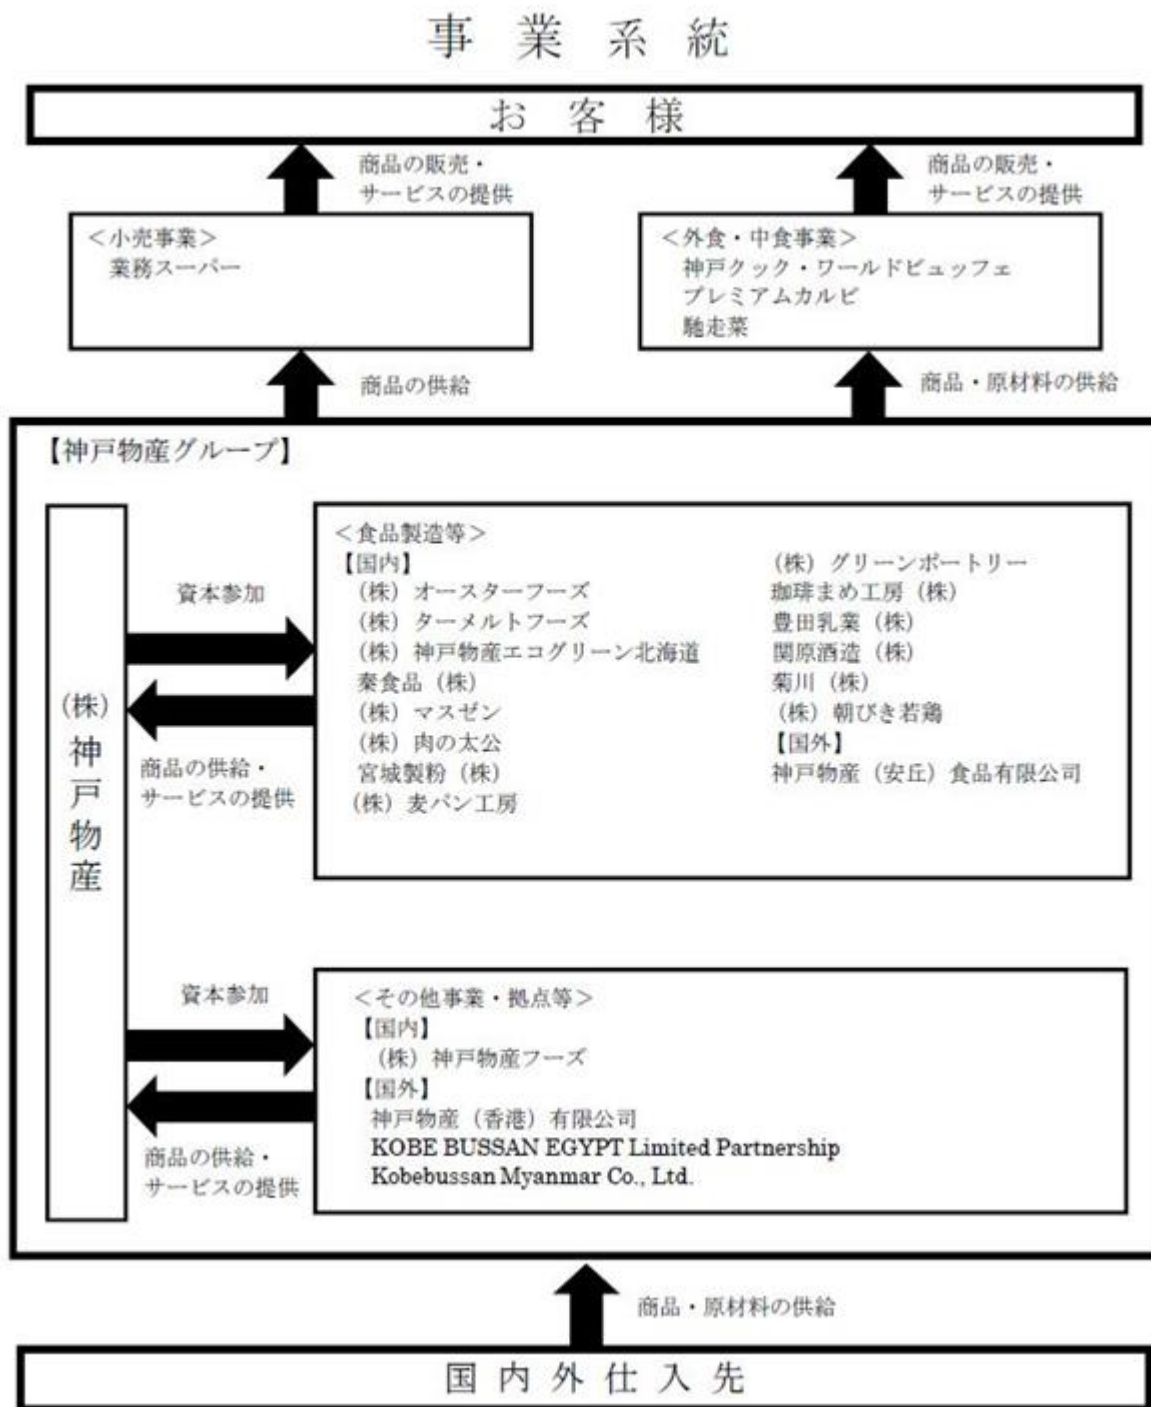 事 業 系 統
お 客 様
商品の販売・
サービスの提供
商品の販売・
サービスの提供
＜小売事業＞
業務スーパー
＜外食・中食事業＞
神戸クック・ワールドビュッフェ
プレミアムカルビ
馳走菜
商品の供給
商品・原材料の供給
【神戸物産グループ】
（株）神戸物産
資本参加
商品の供給・
サービスの提供
＜食品製造等＞
【国内】
（株）オースターフーズ
（株）ターメルトフーズ
（株）神戸物産エコグリーン北海道
秦食品（株）
（株）マスゼン
（株）肉の太公
宮城製粉（株）
（株）麦パン工房
（株）グリーンポートリー
珈琲まめ工房（株）
豊田乳業（株）
関原酒造（株）
菊川（株）
（株）朝びき若鶏
【国外】
神戸物産（安丘）食品有限公司
資本参加
商品の供給・
サービスの提供
＜その他事業・拠点等＞
【国内】
（株）神戸物産フーズ
【国外】
神戸物産（香港）有限公司
KOBE BUSSAN EGYPT Limited Partnership
Kobebussan Myanmar Co., Ltd.
商品・原材料の供給
国 内 外 仕 入 先